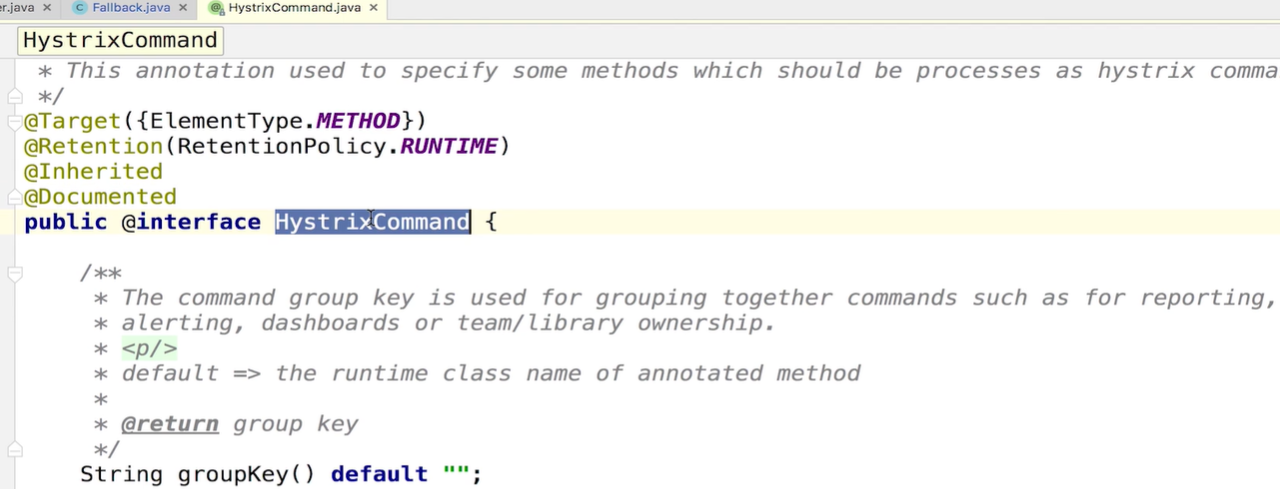 er.java × Fallback.java × HystrixCommand.java ×
HystrixCommand
* This annotation used to specify some methods which should be processes as hystrix comma
*/
@Target({ElementType.METHOD})
@Retention(RetentionPolicy.RUNTIME)
@Inherited
@Documented
public @interface HystrixCommand {
/**
* The command group key is used for grouping together commands such as for reporting,
* alerting, dashboards or team/library ownership.
* <p/>
* default => the runtime class name of annotated method
*
* @return group key
*/
String groupKey() default "";